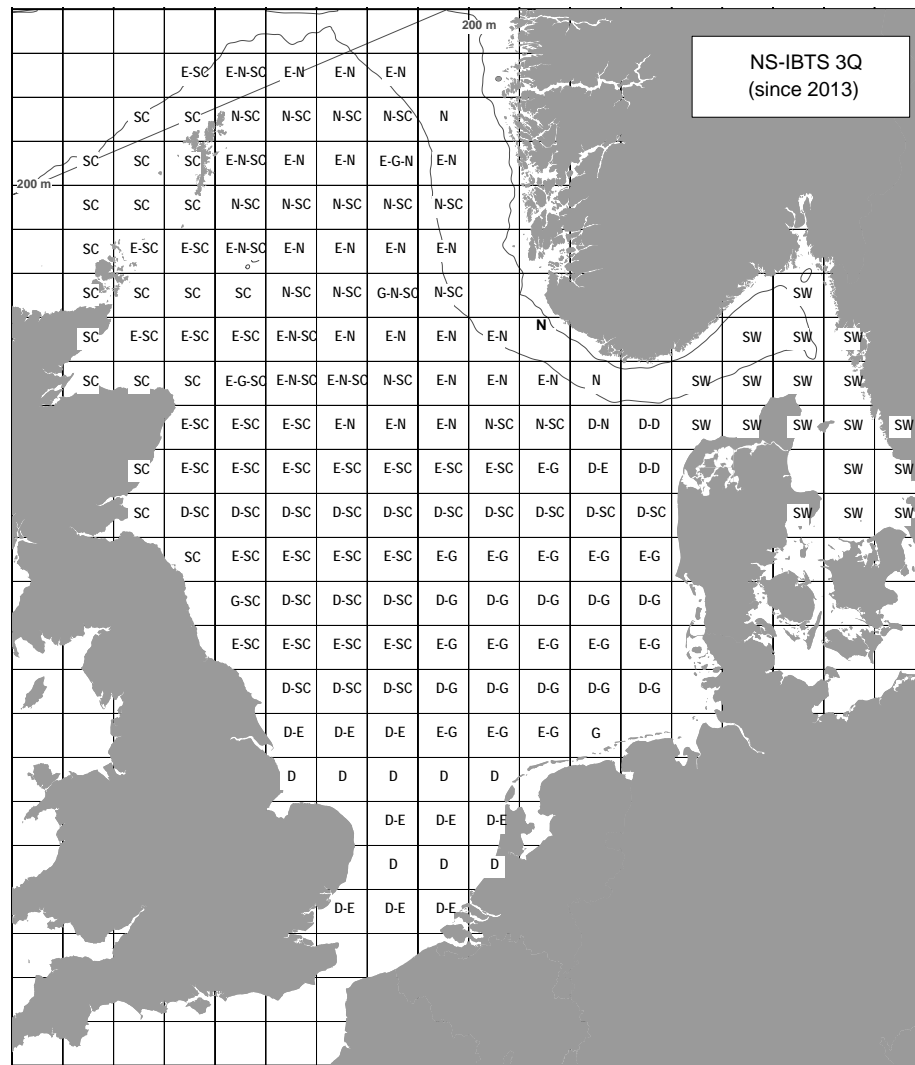 200 m
NS-IBTS 3Q
(since 2013)
E-SC E-N-SC E-N E-N E-N
SC SC N-SC N-SC N-SC N-SC N
SC SC SC E-N-SC E-N E-N E-G-N E-N
200 m
SC SC SC N-SC N-SC N-SC N-SC N-SC
SC E-SC E-SC E-N-SC E-N E-N E-N E-N
SC SC SC SC N-SC N-SC G-N-SC N-SC SW
N
SC E-SC E-SC E-SC E-N-SC E-N E-N E-N E-N SW SW SW
SC SC SC E-G-SC E-N-SC E-N-SC N-SC E-N E-N E-N N SW SW SW SW
E-SC E-SC E-SC E-N E-N E-N N-SC N-SC D-N D-D SW SW SW SW SW
SC E-SC E-SC E-SC E-SC E-SC E-SC E-SC E-G D-E D-D SW SW
SC D-SC D-SC D-SC D-SC D-SC D-SC D-SC D-SC D-SC D-SC SW SW SW
SC E-SC E-SC E-SC E-SC E-G E-G E-G E-G E-G
G-SC D-SC D-SC D-SC D-G D-G D-G D-G D-G
E-SC E-SC E-SC E-SC E-G E-G E-G E-G E-G
D-SC D-SC D-SC D-G D-G D-G D-G D-G
D-E D-E D-E E-G E-G E-G G
D D D D D
D-E D-E D-E
D D D
D-E D-E D-E